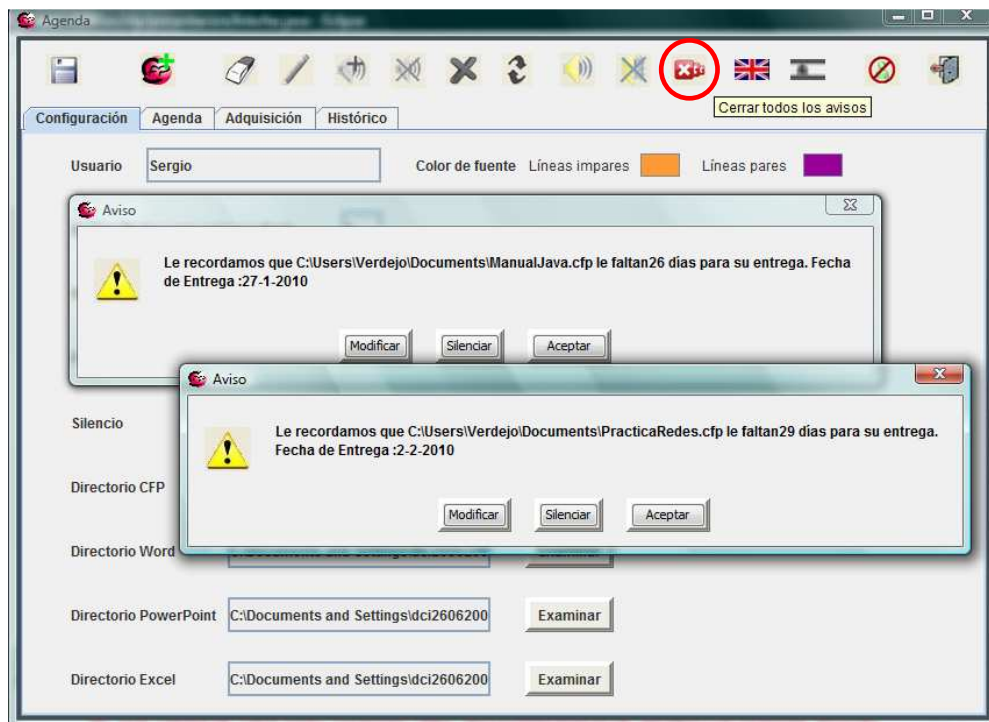 Agenda
Cerrar todos los avisos
Configuración Agenda Adquisición Histórico
Usuario Sergio Color de fuente Líneas impares Líneas pares
Aviso
Le recordamos que C:\Users\Verdejo\Documents\ManualJava.cfp le faltan26 días para su entrega. Fecha
de Entrega :27-1-2010
Modificar Silenciar Aceptar
Aviso
Le recordamos que C:\Users\Verdejo\Documents\PracticaRedes.cfp le faltan29 días para su entrega.
Fecha de Entrega :2-2-2010
Modificar Silenciar Aceptar
Silencio
Directorio CFP
Directorio Word
Directorio PowerPoint C:\Documents and Settings\dci2606200 Examinar
Directorio Excel C:\Documents and Settings\dci2606200 Examinar